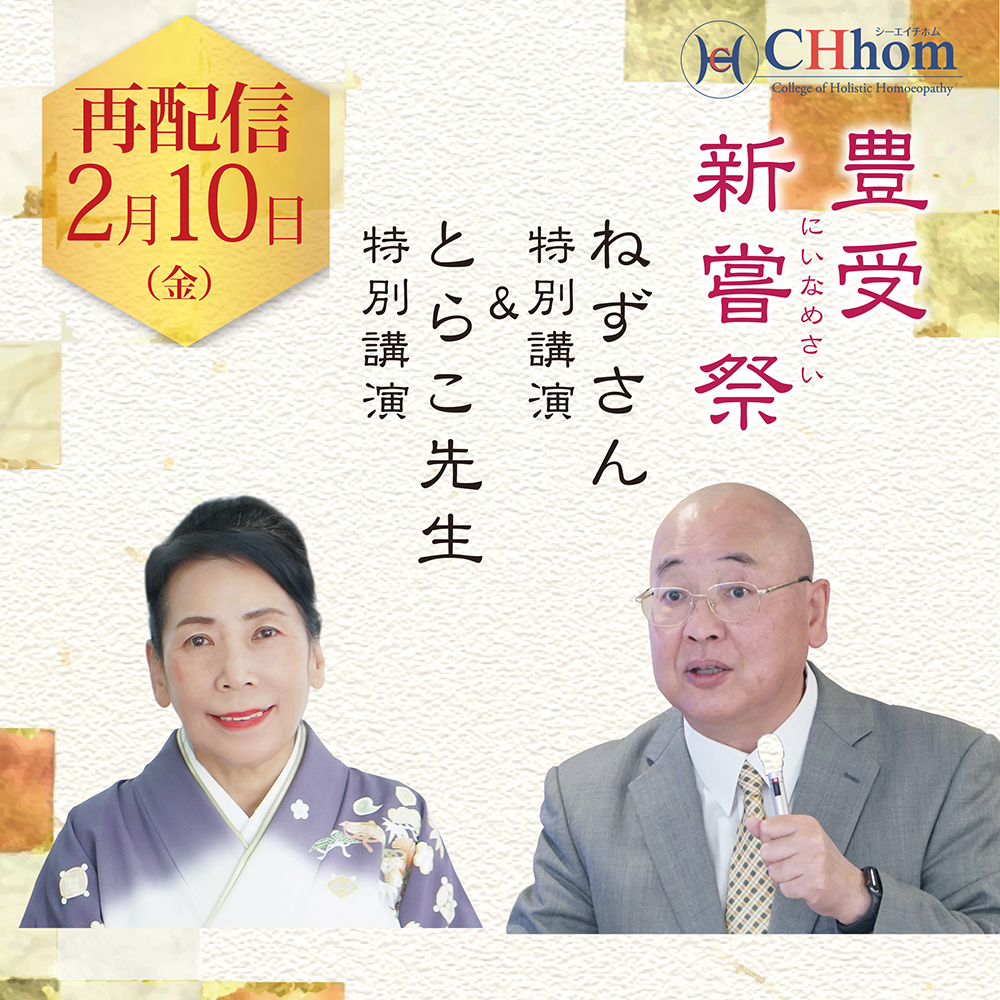 シーエイチホム
CHhom
College of Holistic Homoeopathy
再配信
2月10日
（金）
豊受
新嘗祭
にいなめさい
ねずさん
特別講演
&
とらこ先生
特別講演